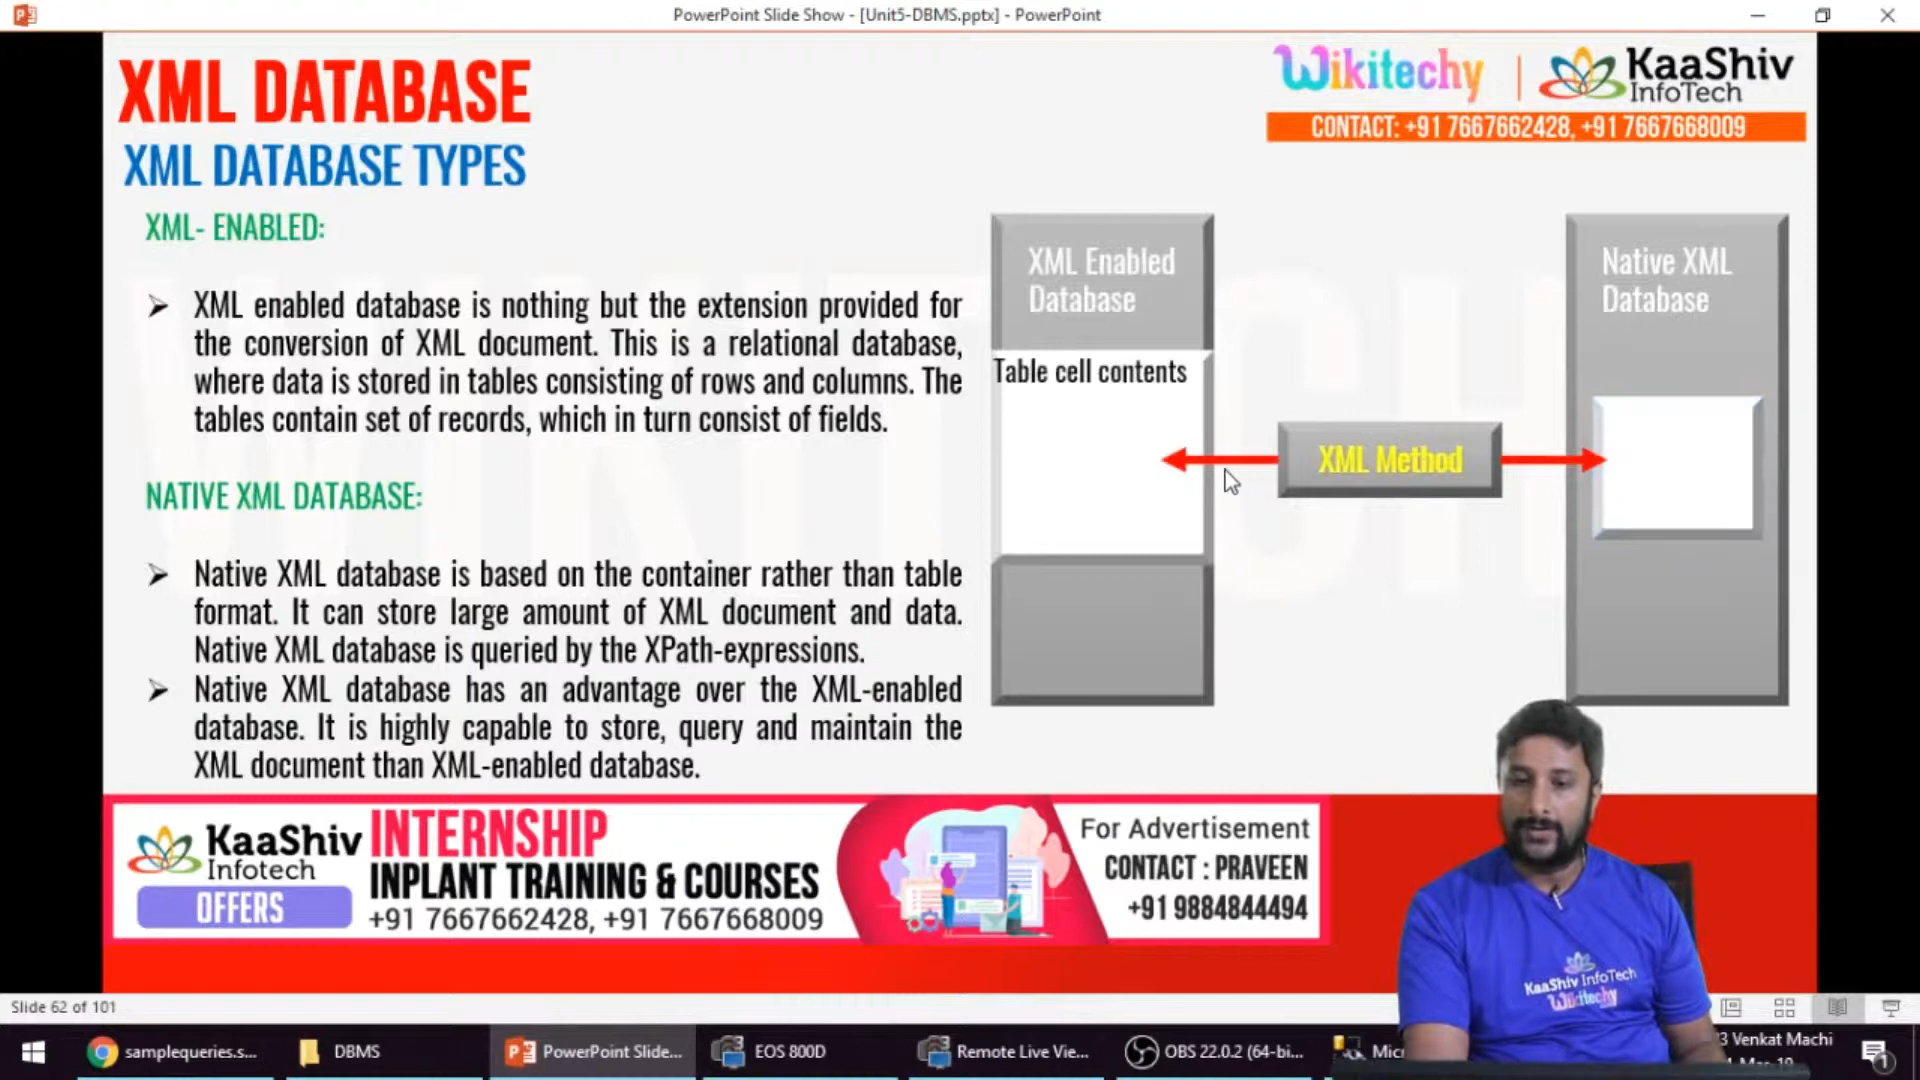 PowerPoint Slide Show - [Unit5-DBMS.pptx] - PowerPoint
XML DATABASE
XML DATABASE TYPES
Wikitechy
KaaShiv
InfoTech
CONTACT: +91 7667662428, +91 7667668009
XML- ENABLED:
XML enabled database is nothing but the extension provided for
the conversion of XML document. This is a relational database,
where data is stored in tables consisting of rows and columns. The
tables contain set of records, which in turn consist of fields.
NATIVE XML DATABASE:
Native XML database is based on the container rather than table
format. It can store large amount of XML document and data.
Native XML database is queried by the XPath-expressions.
Native XML database has an advantage over the XML-enabled
database. It is highly capable to store, query and maintain the
XML document than XML-enabled database.
XML Enabled
Database
Table cell contents
XML Method
Native XML
Database
KaaShiv
Infotech
OFFERS
INTERNSHIP
INPLANT TRAINING & COURSES
+91 7667662428, +91 7667668009
For Advertisement
CONTACT : PRAVEEN
+91 9884844494
KaaShiv InfoTech
Wikitechy
Slide 62 of 101
samplequeries.s...
DBMS
PowerPoint Slide...
EOS 800D
Remote Live Vie...
OBS 22.0.2 (64-bi...
Venkat Machi
1